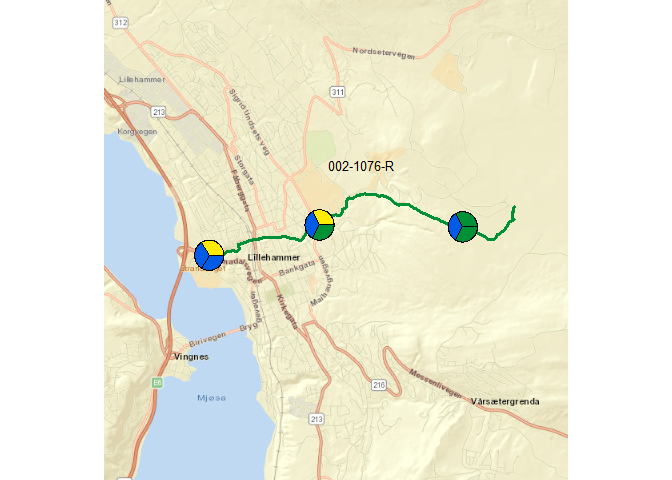 312
Nordsetervegen
Lillehammer
311
213
Sigrid Undsets veg
Korgvegen
Storgata
Fåberggata
002-1076-R
Lillehammer
Bankgata
Kirkegata
Birivegen
Bryg
Vingnes
E6
216
Messenlivegen
Mjøsa
Vårsætergrenda
213